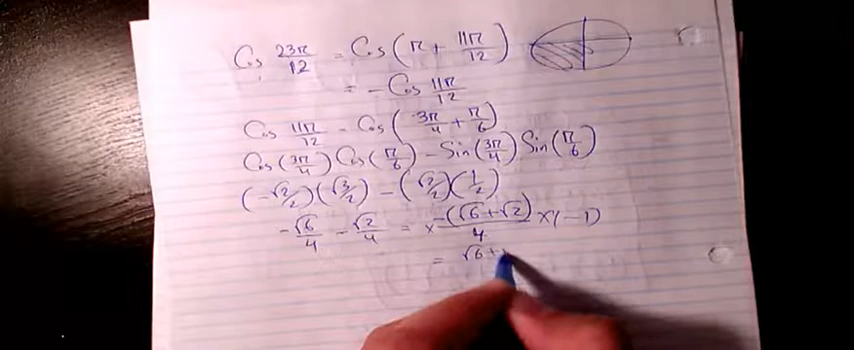 Cos 23π/12 = Cos (π + 11π/12)
= - Cos 11π/12
Cos 11π/12 = Cos (3π/4 + π/6)
Cos (3π/4) Cos (π/6) - Sin (3π/4) Sin (π/6)
(-√2/2) (√3/2) - (√2/2) (1/2)
-√6/4 - √2/4 = × -(√6 + √2)/4 × (-1)
= √6 +